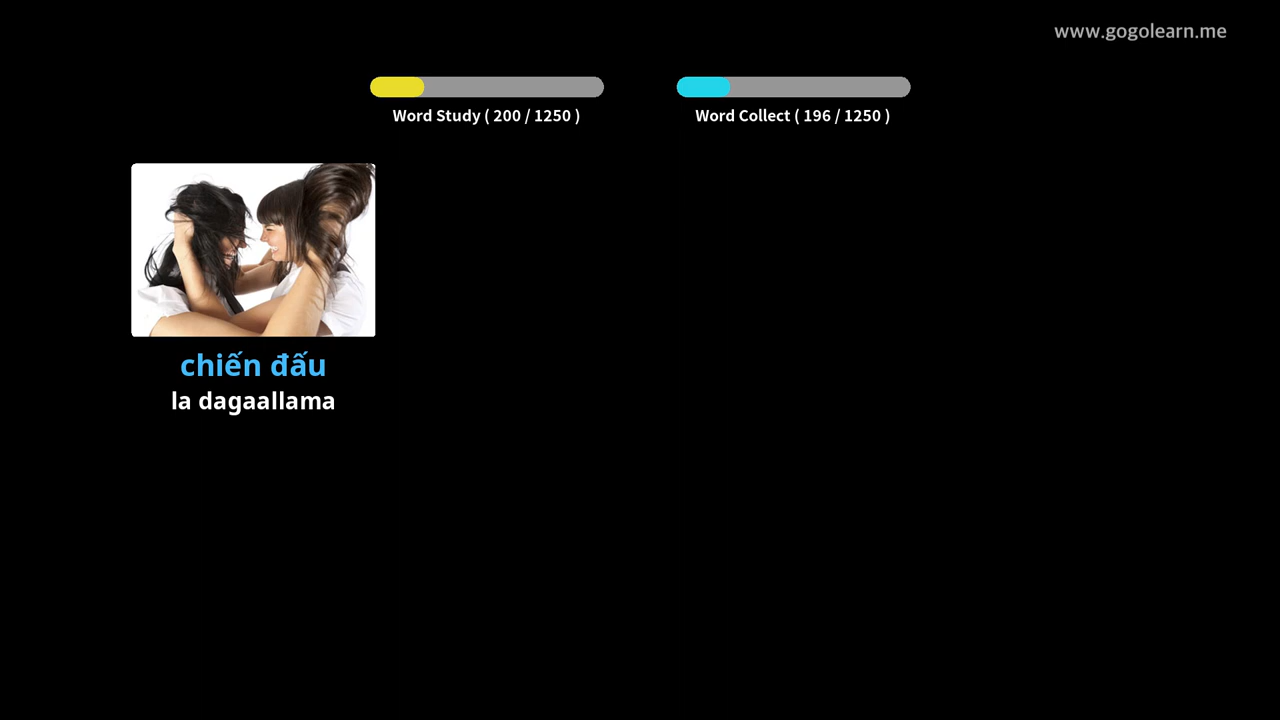 www.gogolearn.me
Word Study ( 200 / 1250 )
Word Collect ( 196 / 1250 )
chiến đấu
la dagaallama